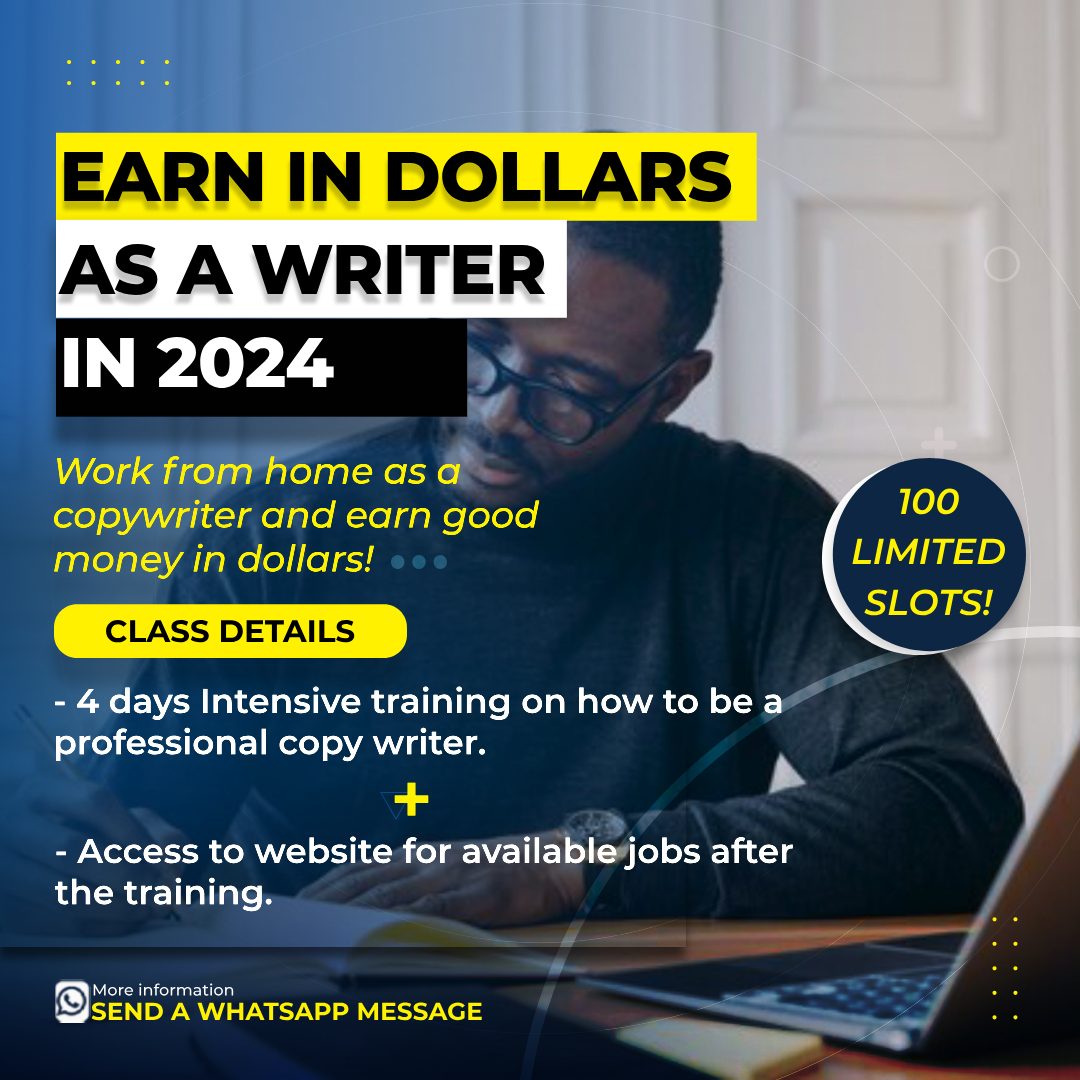 EARN IN DOLLARS
AS A WRITER
IN 2024
Work from home as a
copywriter and earn good
money in dollars!
100
LIMITED
SLOTS!
CLASS DETAILS
- 4 days Intensive training on how to be a
professional copy writer.
+
- Access to website for available jobs after
the training.
More information
SEND A WHATSAPP MESSAGE